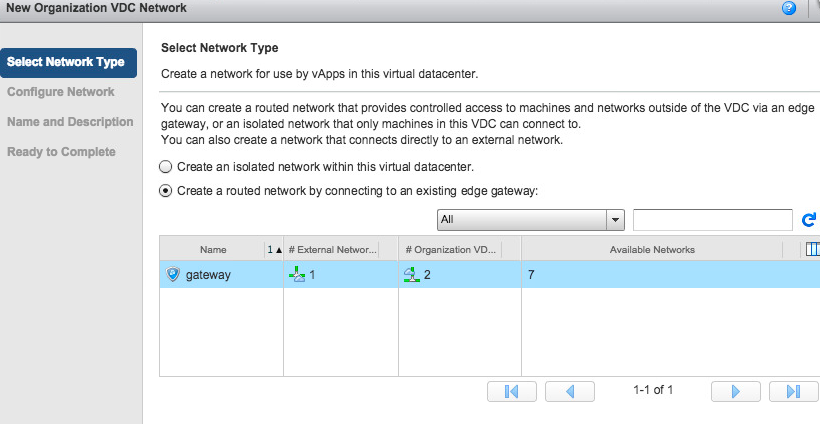 New Organization VDC Network
Select Network Type
Configure Network
Name and Description
Ready to Complete
Select Network Type
Create a network for use by vApps in this virtual datacenter.
You can create a routed network that provides controlled access to machines and networks outside of the VDC via an edge
gateway, or an isolated network that only machines in this VDC can connect to.
You can also create a network that connects directly to an external network.
Create an isolated network within this virtual datacenter.
Create a routed network by connecting to an existing edge gateway:
All
Name 1 ▲ # External Networ... # Organization VD... Available Networks
gateway 1 2 7
1-1 of 1